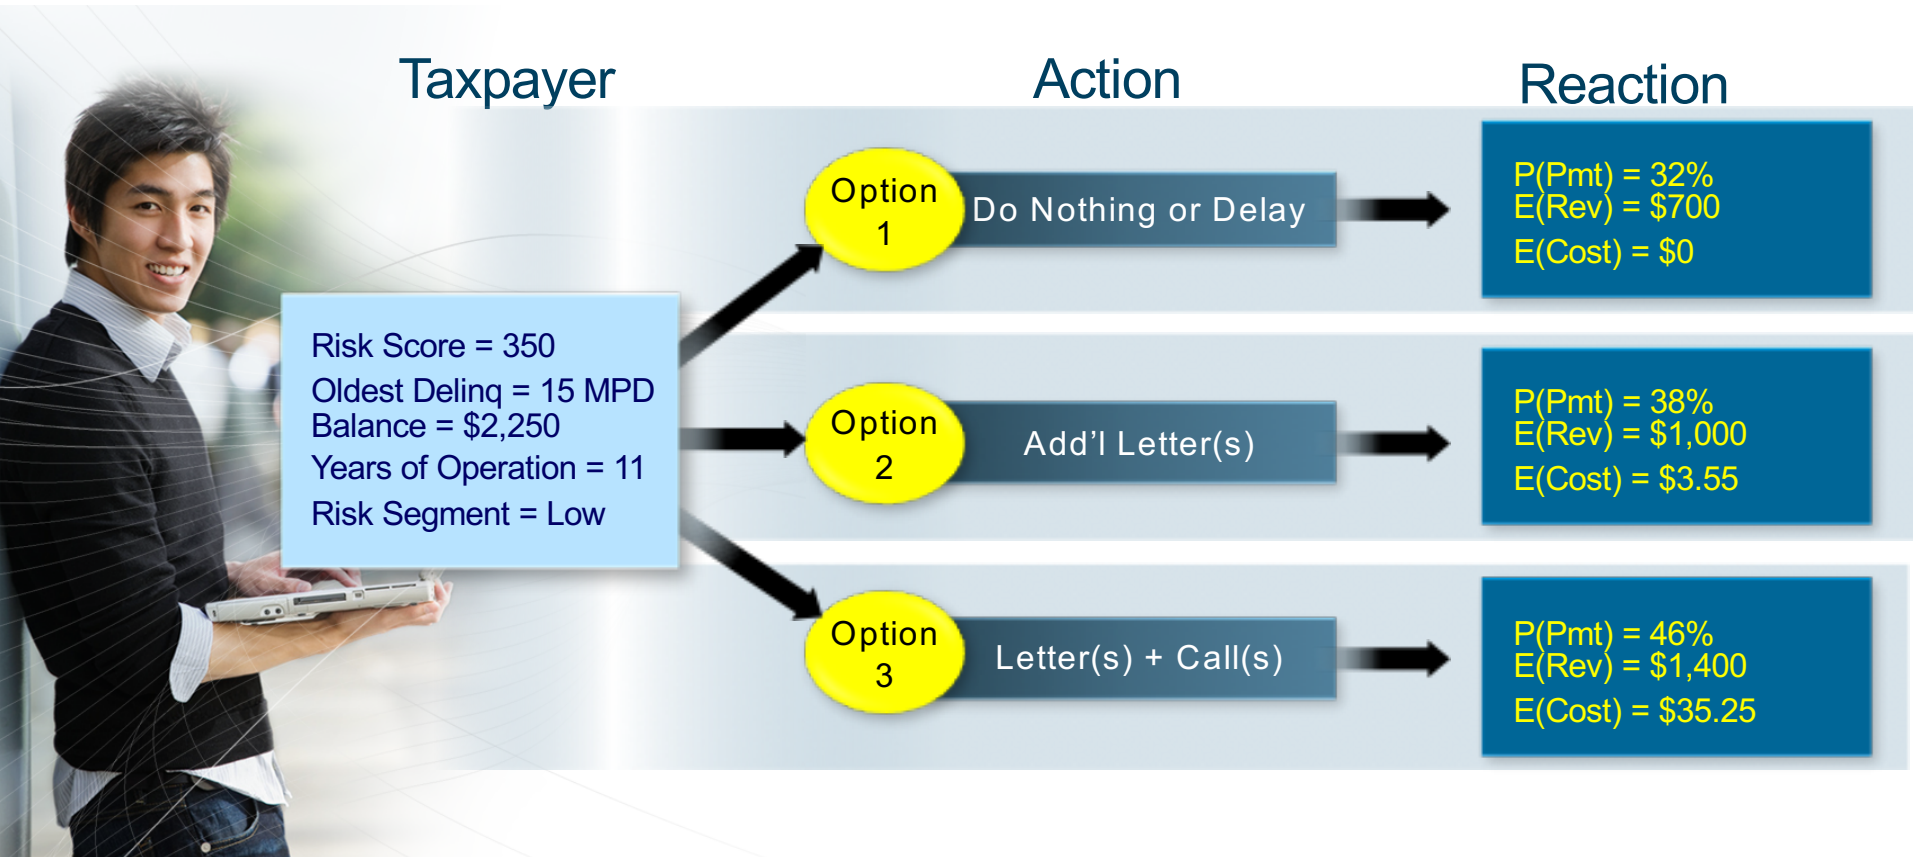 Taxpayer
Action
Reaction
Risk Score = 350
Oldest Delinq = 15 MPD
Balance = $2,250
Years of Operation = 11
Risk Segment = Low
Option
1
Do Nothing or Delay
P(Pmt) = 32%
E(Rev) = $700
E(Cost) = $0
Option
2
Add’l Letter(s)
P(Pmt) = 38%
E(Rev) = $1,000
E(Cost) = $3.55
Option
3
Letter(s) + Call(s)
P(Pmt) = 46%
E(Rev) = $1,400
E(Cost) = $35.25